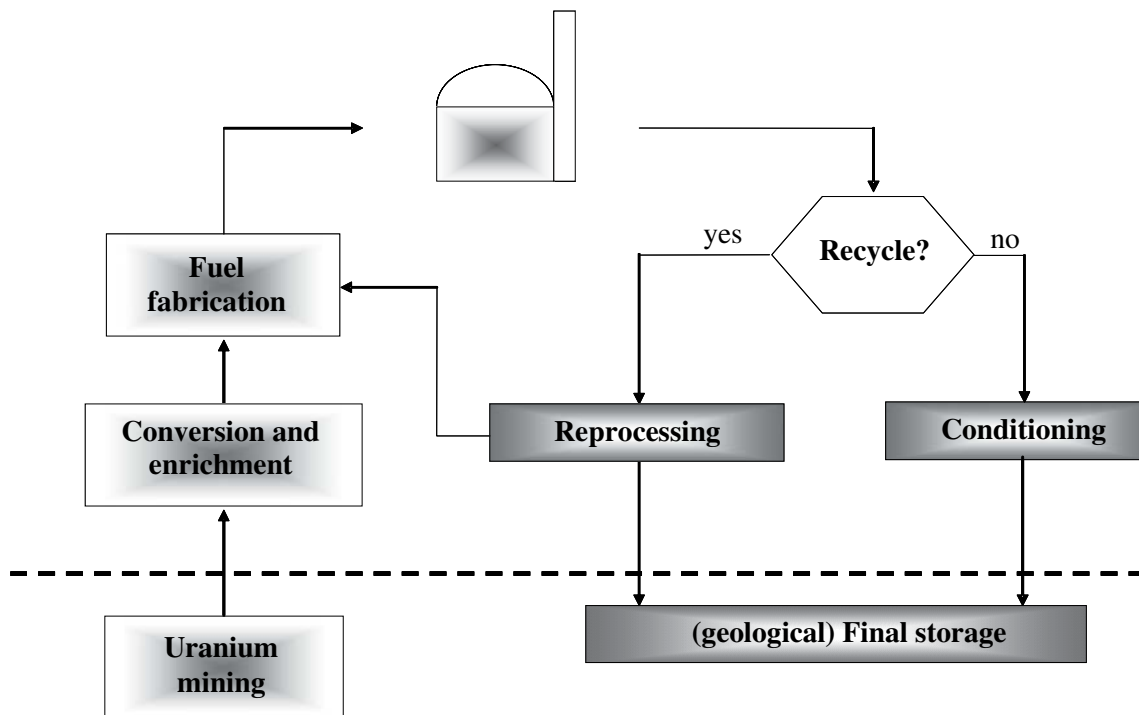 yes
Recycle?
no
Fuel
fabrication
Conversion and
enrichment
Reprocessing
Conditioning
(geological) Final storage
Uranium
mining